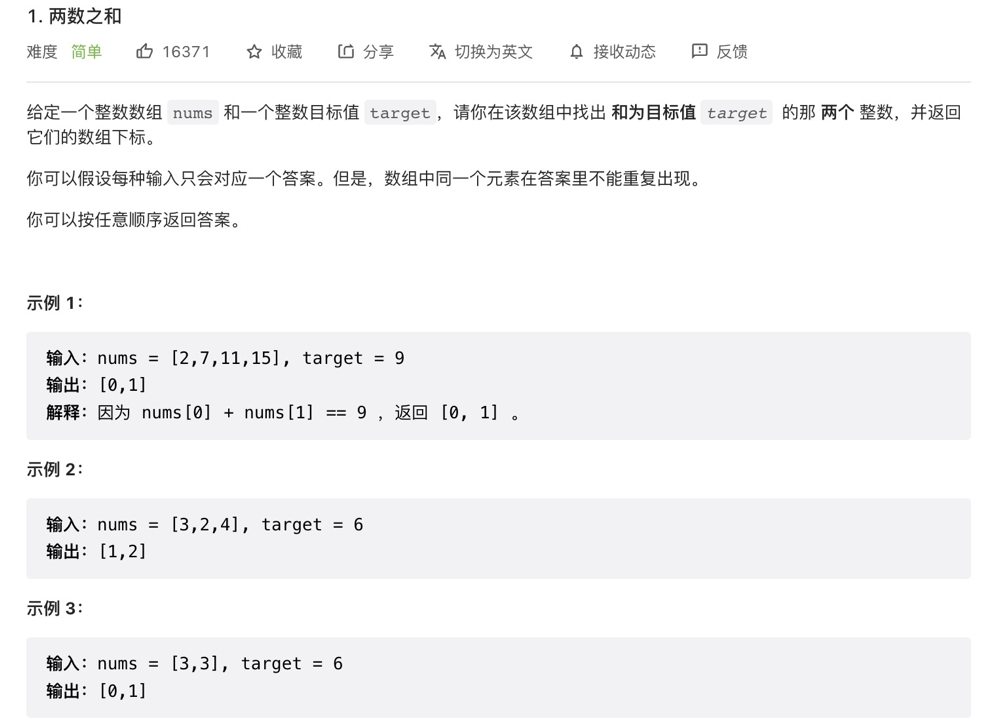 1. 两数之和
难度 简单 16371 收藏 分享 切换为英文 接收动态 反馈
给定一个整数数组 nums 和一个整数目标值 target，请你在该数组中找出 和为目标值 target 的那 两个 整数，并返回
它们的数组下标。
你可以假设每种输入只会对应一个答案。但是，数组中同一个元素在答案里不能重复出现。
你可以按任意顺序返回答案。
示例 1：
输入：nums = [2,7,11,15], target = 9
输出：[0,1]
解释：因为 nums[0] + nums[1] == 9 ，返回 [0, 1] 。
示例 2：
输入：nums = [3,2,4], target = 6
输出：[1,2]
示例 3：
输入：nums = [3,3], target = 6
输出：[0,1]